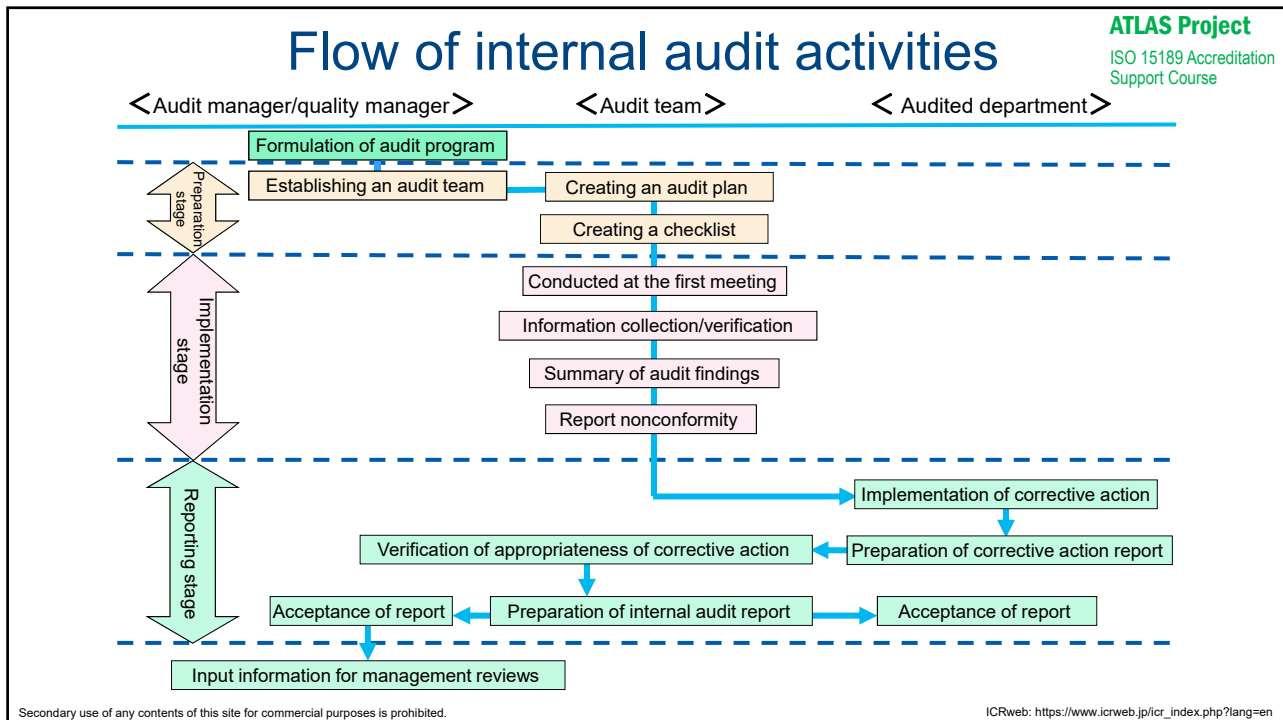 Flow of internal audit activities
ATLAS Project
ISO 15189 Accreditation
Support Course
Audit manager/quality manager
Audit team
Audited department
Formulation of audit program
Preparation
stage
Establishing an audit team
Creating an audit plan
Creating a checklist
Implementation
stage
Conducted at the first meeting
Information collection/verification
Summary of audit findings
Report nonconformity
Reporting stage
Implementation of corrective action
Verification of appropriateness of corrective action
Preparation of corrective action report
Acceptance of report
Preparation of internal audit report
Acceptance of report
Input information for management reviews
Secondary use of any contents of this site for commercial purposes is prohibited.
ICRweb: https://www.icrweb.jp/icr_index.php?lang=en